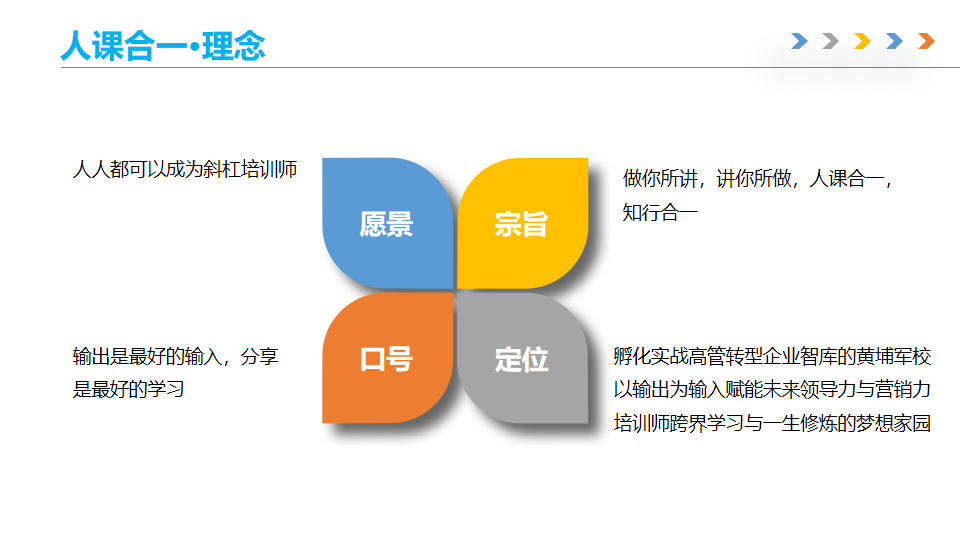 人课合一·理念
人人都可以成为斜杠培训师
愿景
宗旨
做你所讲，讲你所做，人课合一，
知行合一
输出是最好的输入，分享
是最好的学习
口号
定位
孵化实战高管转型企业智库的黄埔军校
以输出为输入赋能未来领导力与营销力
培训师跨界学习与一生修炼的梦想家园